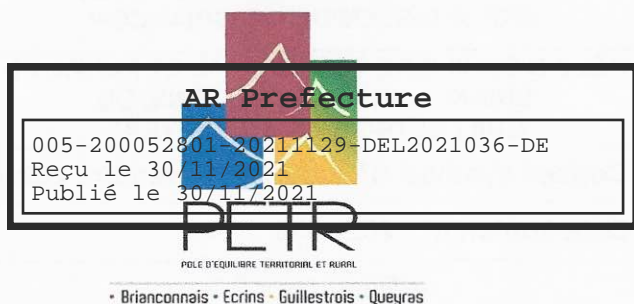 AR Prefecture
005-200052801-20211129-DEL2021036-DE
Reçu le 30/11/2021
Publié le 30/11/2021
PETR
POLE D'EQUILIBRE TERRITORIAL ET RURAL
• Brianconnais • Ecrins • Guillestrois • Queyras